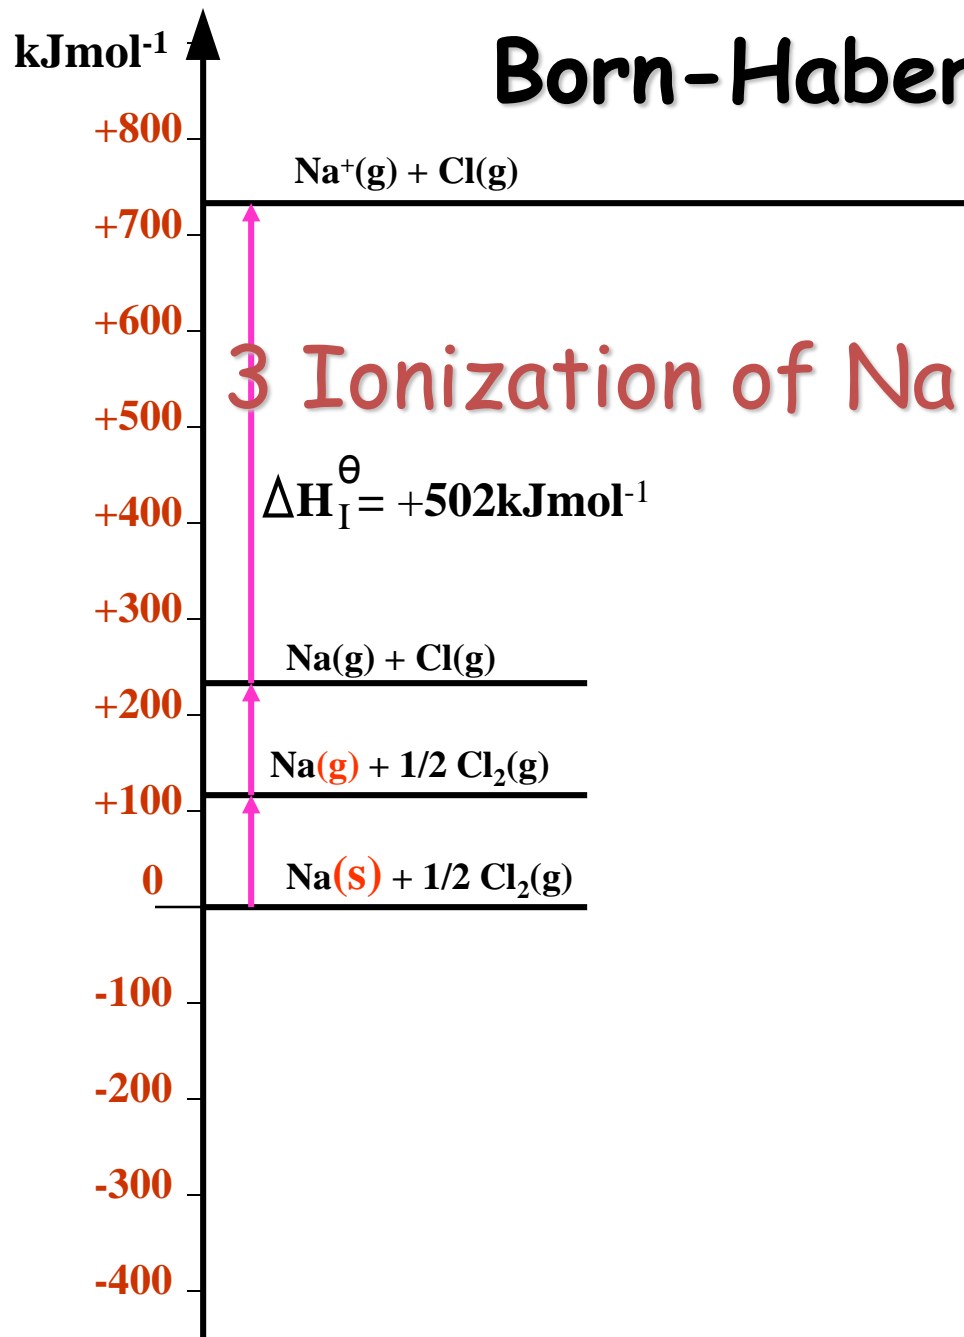 kJmol-1
Born-Haber
+800
Na+(g) + Cl(g)
+700
+600
3 Ionization of Na
+500
ΔHIθ= +502kJmol-1
+400
+300
Na(g) + Cl(g)
+200
Na(g) + 1/2 Cl2(g)
+100
0
Na(s) + 1/2 Cl2(g)
-100
-200
-300
-400